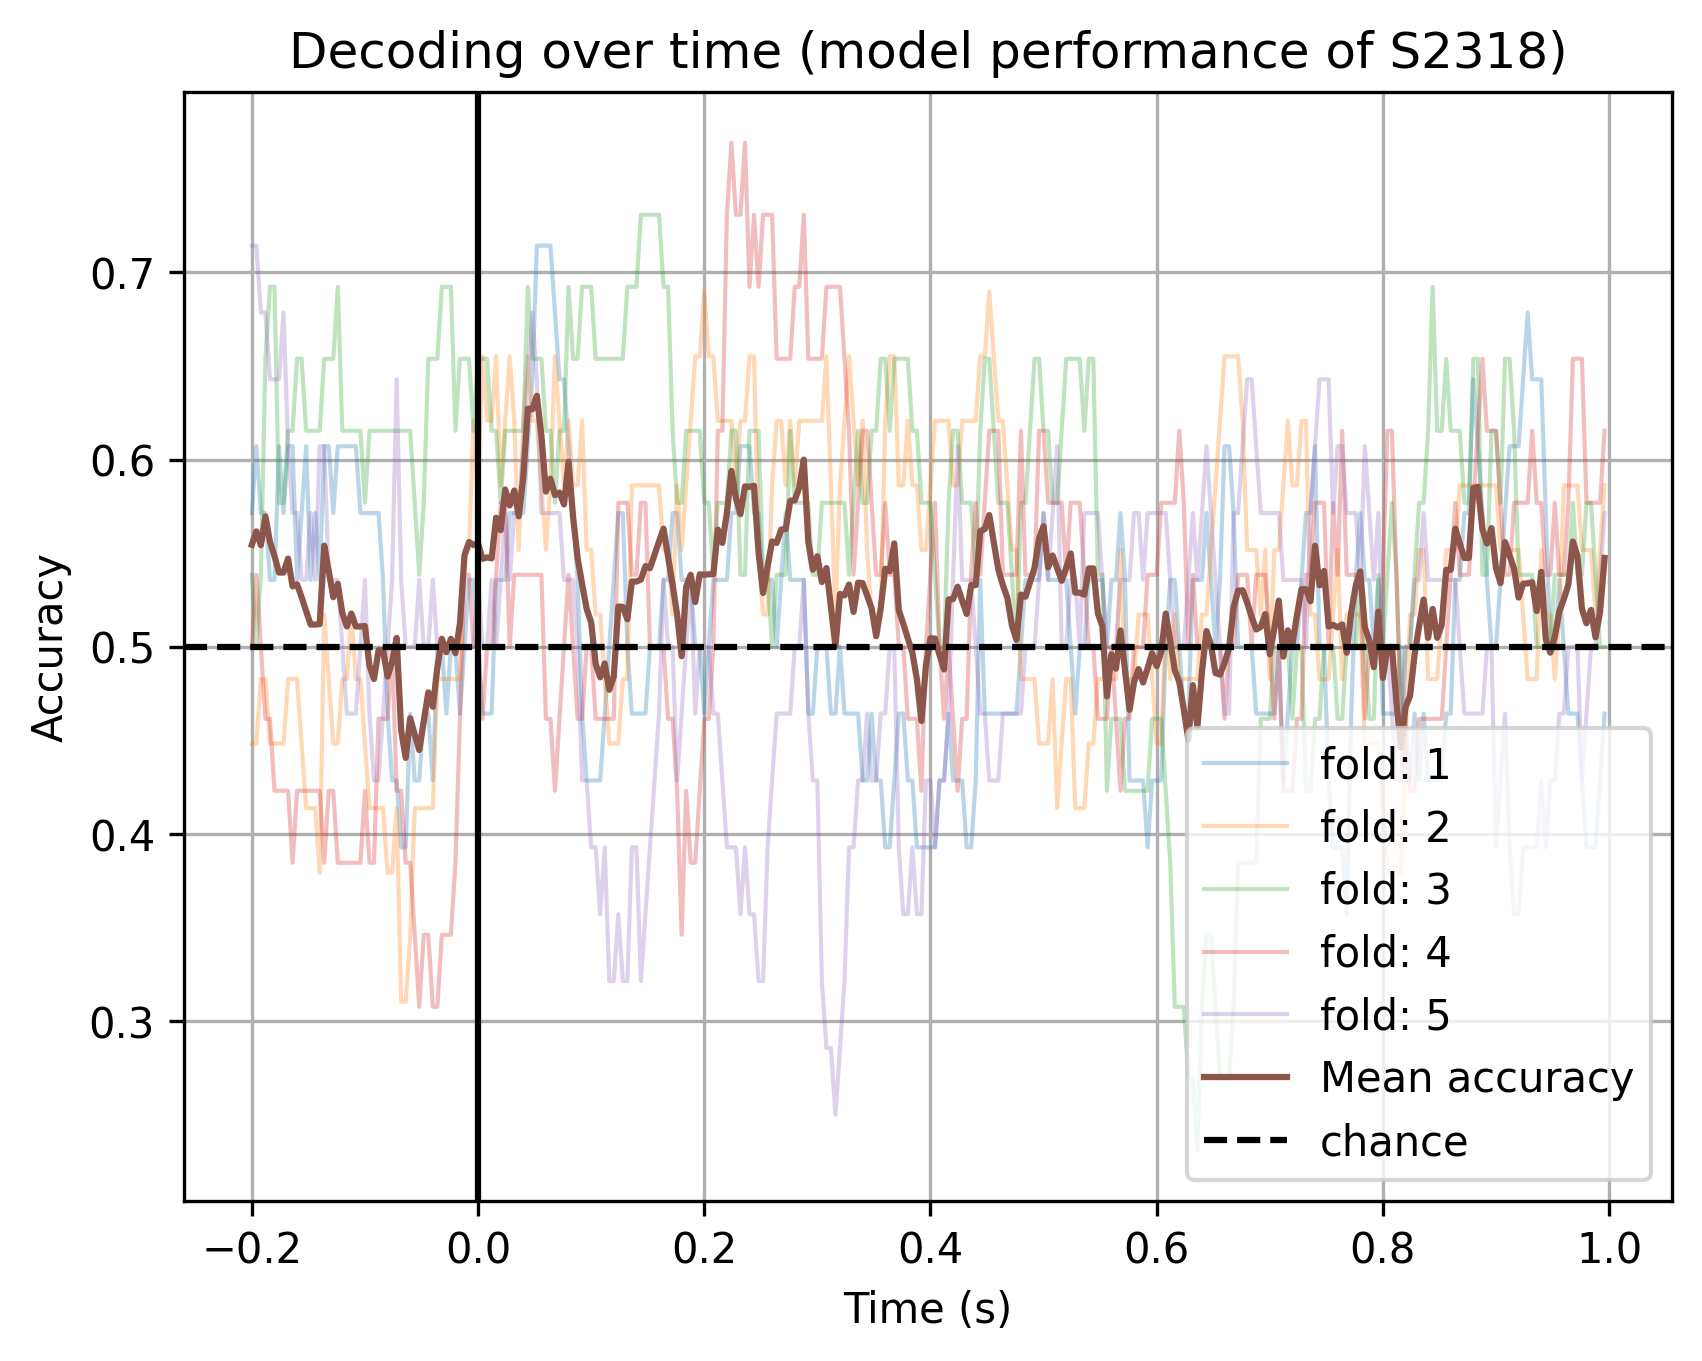 Decoding over time (model performance of S2318)
Accuracy
0.7
0.6
0.5
0.4
0.3
fold: 1
fold: 2
fold: 3
fold: 4
fold: 5
Mean accuracy
chance
−0.2 0.0 0.2 0.4 0.6 0.8 1.0
Time (s)